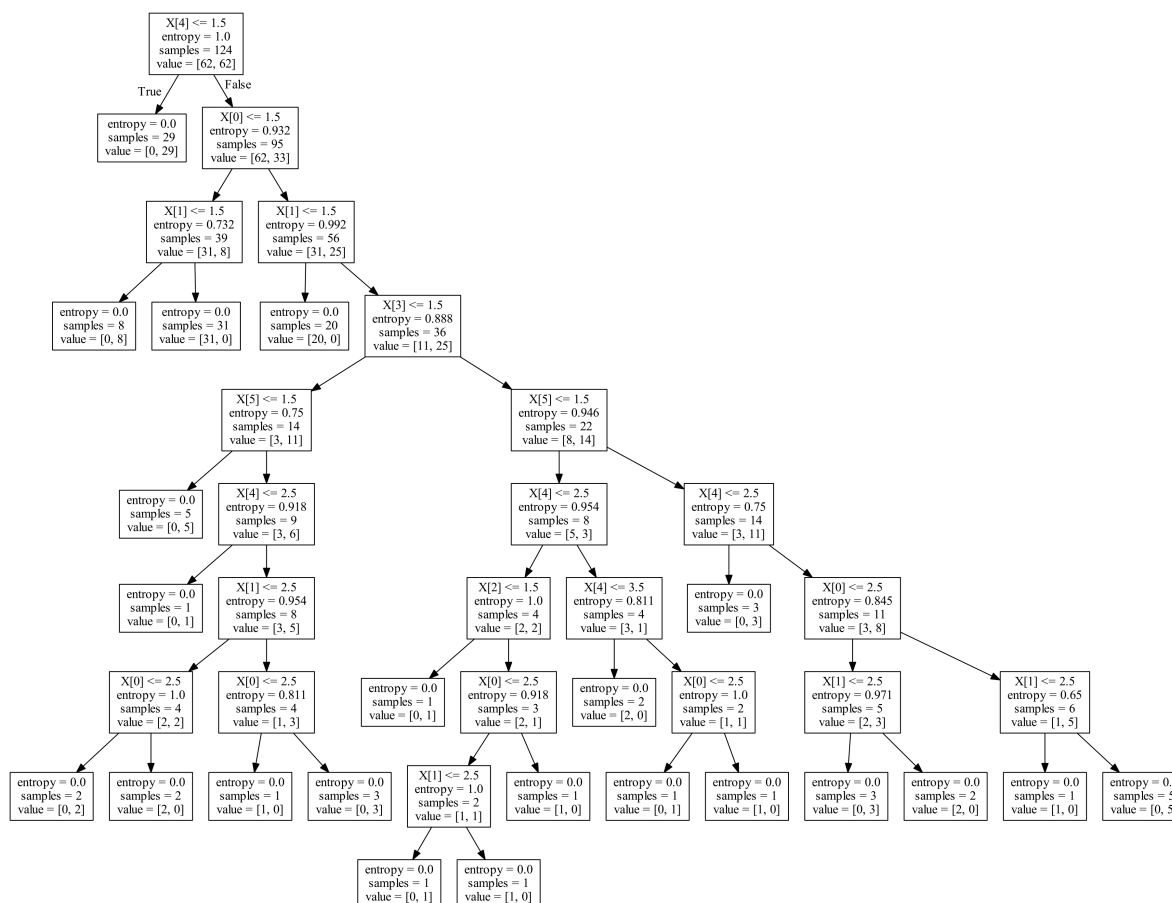 X[4] <= 1.5
entropy = 1.0
samples = 124
value = [62, 62]
True
False
entropy = 0.0
samples = 29
value = [0, 29]
X[0] <= 1.5
entropy = 0.932
samples = 95
value = [62, 33]
X[1] <= 1.5
entropy = 0.732
samples = 39
value = [31, 8]
X[1] <= 1.5
entropy = 0.992
samples = 56
value = [31, 25]
entropy = 0.0
samples = 8
value = [0, 8]
entropy = 0.0
samples = 31
value = [31, 0]
entropy = 0.0
samples = 20
value = [20, 0]
X[3] <= 1.5
entropy = 0.888
samples = 36
value = [11, 25]
X[5] <= 1.5
entropy = 0.75
samples = 14
value = [3, 11]
X[5] <= 1.5
entropy = 0.946
samples = 22
value = [8, 14]
entropy = 0.0
samples = 5
value = [0, 5]
X[4] <= 2.5
entropy = 0.918
samples = 9
value = [3, 6]
X[4] <= 2.5
entropy = 0.954
samples = 8
value = [5, 3]
X[4] <= 2.5
entropy = 0.75
samples = 14
value = [3, 11]
entropy = 0.0
samples = 1
value = [0, 1]
X[1] <= 2.5
entropy = 0.954
samples = 8
value = [3, 5]
X[2] <= 1.5
entropy = 1.0
samples = 4
value = [2, 2]
X[4] <= 3.5
entropy = 0.811
samples = 4
value = [3, 1]
entropy = 0.0
samples = 3
value = [0, 3]
X[0] <= 2.5
entropy = 0.845
samples = 11
value = [3, 8]
X[0] <= 2.5
entropy = 1.0
samples = 4
value = [2, 2]
X[0] <= 2.5
entropy = 0.811
samples = 4
value = [1, 3]
entropy = 0.0
samples = 1
value = [0, 1]
X[0] <= 2.5
entropy = 0.918
samples = 3
value = [2, 1]
entropy = 0.0
samples = 2
value = [2, 0]
X[0] <= 2.5
entropy = 1.0
samples = 2
value = [1, 1]
X[1] <= 2.5
entropy = 0.971
samples = 5
value = [2, 3]
X[1] <= 2.5
entropy = 0.65
samples = 6
value = [1, 5]
entropy = 0.0
samples = 2
value = [0, 2]
entropy = 0.0
samples = 2
value = [2, 0]
entropy = 0.0
samples = 1
value = [1, 0]
entropy = 0.0
samples = 3
value = [0, 3]
X[1] <= 2.5
entropy = 1.0
samples = 2
value = [1, 1]
entropy = 0.0
samples = 1
value = [1, 0]
entropy = 0.0
samples = 1
value = [0, 1]
entropy = 0.0
samples = 1
value = [1, 0]
entropy = 0.0
samples = 3
value = [0, 3]
entropy = 0.0
samples = 2
value = [2, 0]
entropy = 0.0
samples = 1
value = [1, 0]
entropy =
samples =
value = [0,
entropy = 0.0
samples = 1
value = [0, 1]
entropy = 0.0
samples = 1
value = [1, 0]